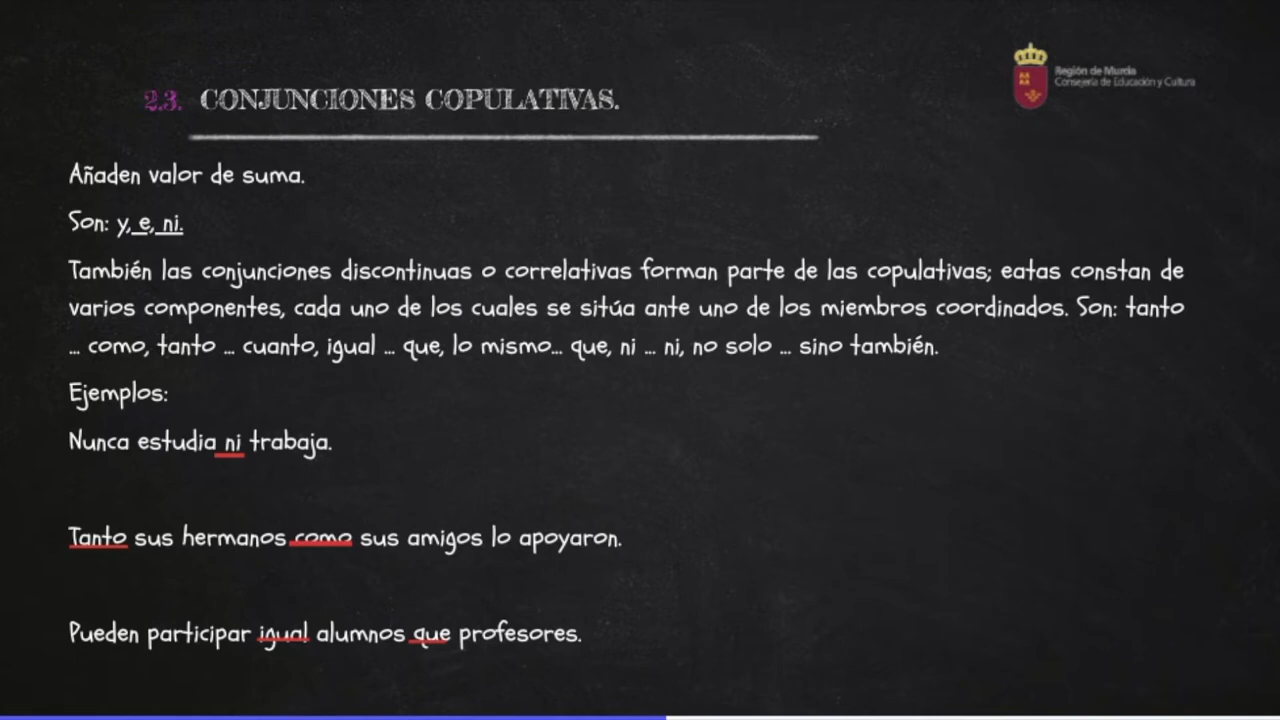 Región de Murcia
Consejería de Educación y Cultura
2.3. CONJUNCIONES COPULATIVAS.
Añaden valor de suma.
Son: y, e, ni.
También las conjunciones discontinuas o correlativas forman parte de las copulativas; eatas constan de
varios componentes, cada uno de los cuales se sitúa ante uno de los miembros coordinados. Son: tanto
... como, tanto ... cuanto, igual ... que, lo mismo... que, ni ... ni, no solo ... sino también.
Ejemplos:
Nunca estudia ni trabaja.
Tanto sus hermanos como sus amigos lo apoyaron.
Pueden participar igual alumnos que profesores.